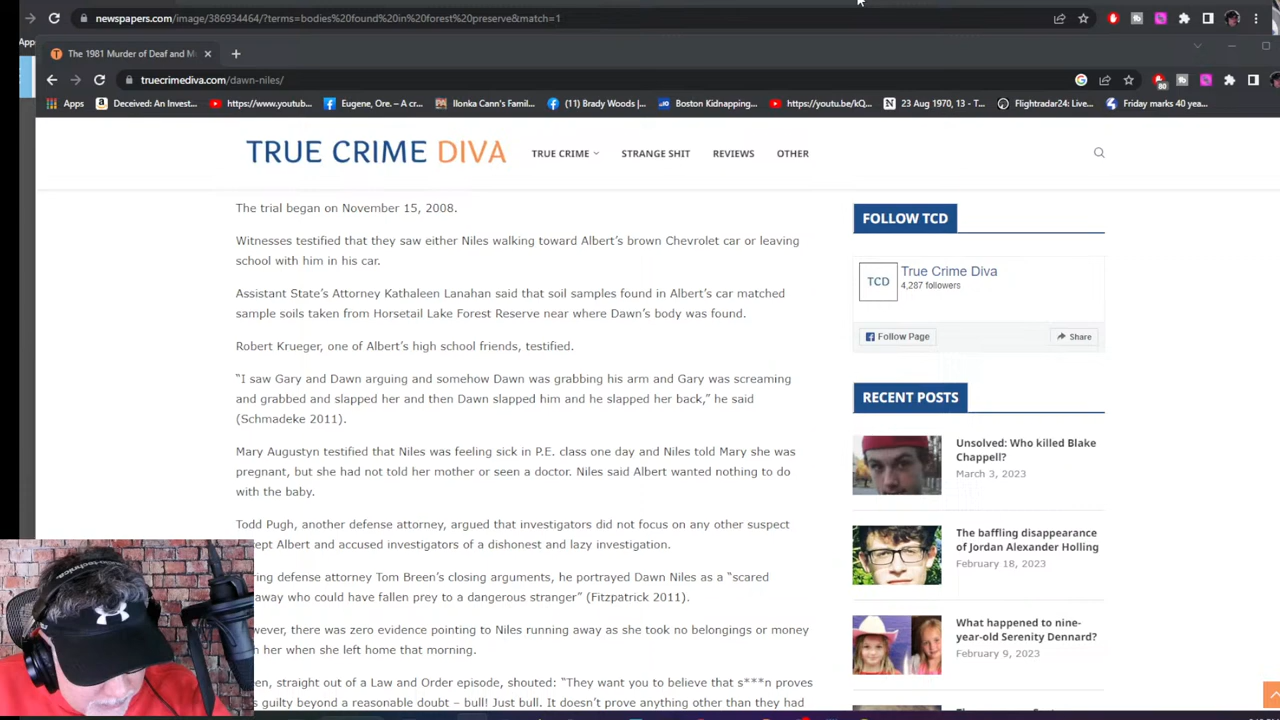 newspapers.com/image/386934464/?terms=bodies%20found%20in%20forest%20preserve&match=1
The 1981 Murder of Deaf and M
truecrimediva.com/dawn-niles/
80
Apps Deceived: An Invest... https://www.youtub... Eugene, Ore. – A cr... Ilonka Cann's Famil... (11) Brady Woods |... Boston Kidnapping... https://youtu.be/kQ... 23 Aug 1970, 13 - T... Flightradar24: Live... Friday marks 40 yea...
TRUE CRIME DIVA
TRUE CRIME STRANGE SHIT REVIEWS OTHER
The trial began on November 15, 2008.
Witnesses testified that they saw either Niles walking toward Albert's brown Chevrolet car or leaving
school with him in his car.
Assistant State's Attorney Kathaleen Lanahan said that soil samples found in Albert's car matched
sample soils taken from Horsetail Lake Forest Reserve near where Dawn's body was found.
Robert Krueger, one of Albert's high school friends, testified.
"I saw Gary and Dawn arguing and somehow Dawn was grabbing his arm and Gary was screaming
and grabbed and slapped her and then Dawn slapped him and he slapped her back," he said
(Schmadeke 2011).
Mary Augustyn testified that Niles was feeling sick in P.E. class one day and Niles told Mary she was
pregnant, but she had not told her mother or seen a doctor. Niles said Albert wanted nothing to do
with the baby.
Todd Pugh, another defense attorney, argued that investigators did not focus on any other suspect
ept Albert and accused investigators of a dishonest and lazy investigation.
ring defense attorney Tom Breen's closing arguments, he portrayed Dawn Niles as a "scared
away who could have fallen prey to a dangerous stranger" (Fitzpatrick 2011).
wever, there was zero evidence pointing to Niles running away as she took no belongings or money
h her when she left home that morning.
en, straight out of a Law and Order episode, shouted: "They want you to believe that s***n proves
s guilty beyond a reasonable doubt – bull! Just bull. It doesn't prove anything other than they had
FOLLOW TCD
TCD
True Crime Diva
4,287 followers
Follow Page
Share
RECENT POSTS
Unsolved: Who killed Blake
Chappell?
March 3, 2023
The baffling disappearance
of Jordan Alexander Holling
February 18, 2023
What happened to nine-
year-old Serenity Dennard?
February 9, 2023